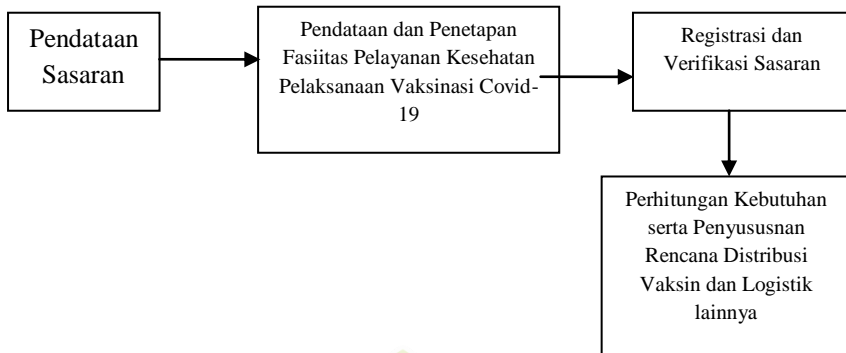 Pendataan
Sasaran
Pendataan dan Penetapan
Fasiitas Pelayanan Kesehatan
Pelaksanaan Vaksinasi Covid-
19
Registrasi dan
Verifikasi Sasaran
Perhitungan Kebutuhan
serta Penyususnan
Rencana Distribusi
Vaksin dan Logistik
lainnya